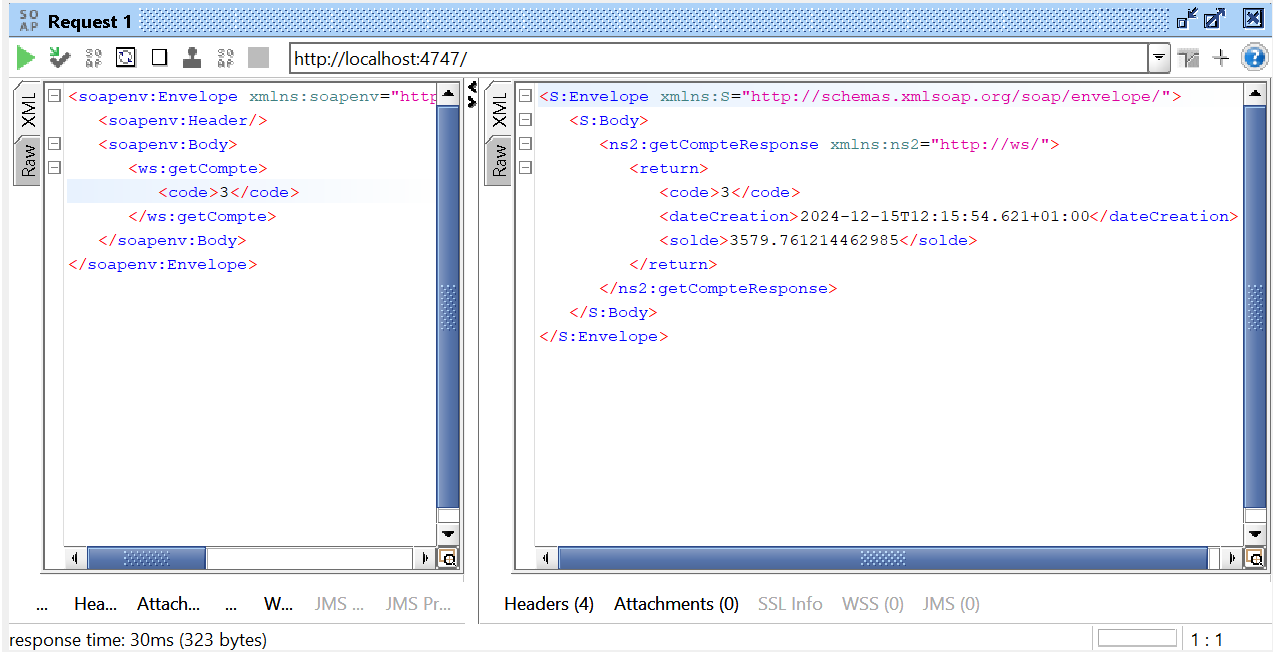 SO
AP
Request 1
SO
AP
SO
AP
http://localhost:4747/
?
XML
Raw
<soapenv:Envelope xmlns:soapenv="http
<soapenv:Header/>
<soapenv:Body>
<ws:getCompte>
<code>3</code>
</ws:getCompte>
</soapenv:Body>
</soapenv:Envelope>
XML
Raw
<S:Envelope xmlns:S="http://schemas.xmlsoap.org/soap/envelope/">
<S:Body>
<ns2:getCompteResponse xmlns:ns2="http://ws/">
<return>
<code>3</code>
<dateCreation>2024-12-15T12:15:54.621+01:00</dateCreation>
<solde>3579.761214462985</solde>
</return>
</ns2:getCompteResponse>
</S:Body>
</S:Envelope>
... Hea... Attach... ... W... JMS ... JMS Pr...
Headers (4) Attachments (0) SSL Info WSS (0) JMS (0)
response time: 30ms (323 bytes)
1 : 1